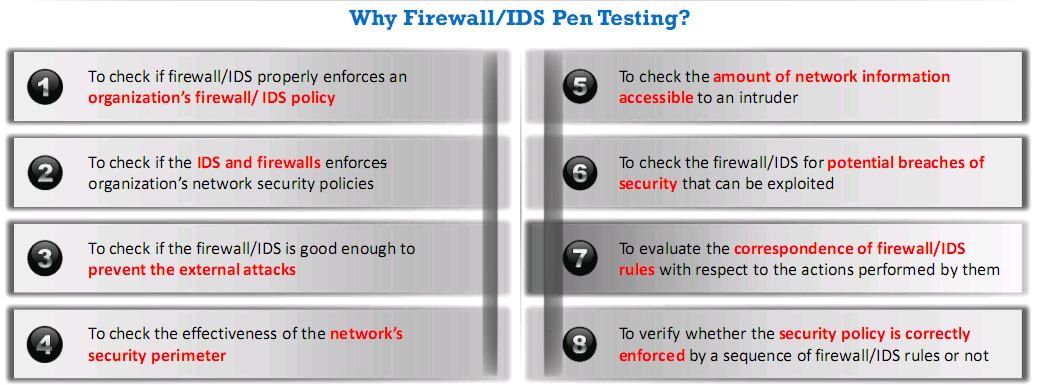 Why Firewall/IDS Pen Testing?
1
To check if firewall/IDS properly enforces an
organization's firewall/ IDS policy
2
To check if the IDS and firewalls enforces
organization's network security policies
3
To check if the firewall/IDS is good enough to
prevent the external attacks
4
To check the effectiveness of the network's
security perimeter
5
To check the amount of network information
accessible to an intruder
6
To check the firewall/IDS for potential breaches of
security that can be exploited
7
To evaluate the correspondence of firewall/IDS
rules with respect to the actions performed by them
8
To verify whether the security policy is correctly
enforced by a sequence of firewall/IDS rules or not